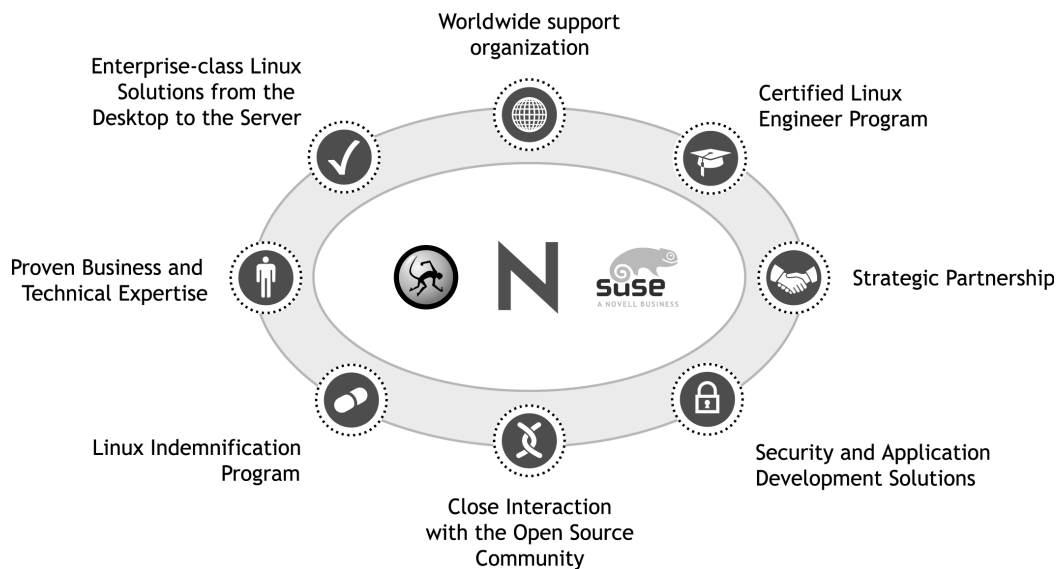 Worldwide support
organization
Enterprise-class Linux
Solutions from the
Desktop to the Server
Certified Linux
Engineer Program
Proven Business and
Technical Expertise
N
suse
A NOVELL BUSINESS
Strategic Partnership
Linux Indemnification
Program
Security and Application
Development Solutions
Close Interaction
with the Open Source
Community